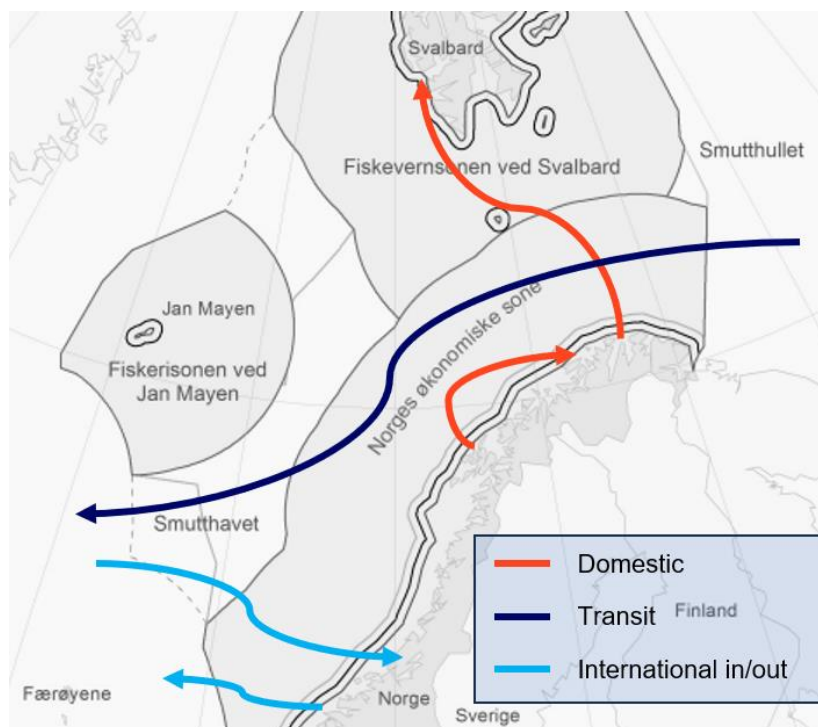 Svalbard
Fiskevernsonen ved Svalbard
Smutthullet
Jan Mayen
Fiskerisonen ved
Jan Mayen
Norges økonomiske sone
Smutthavet
Færøyene
Norge
Sverige
Finland
Domestic
Transit
International in/out